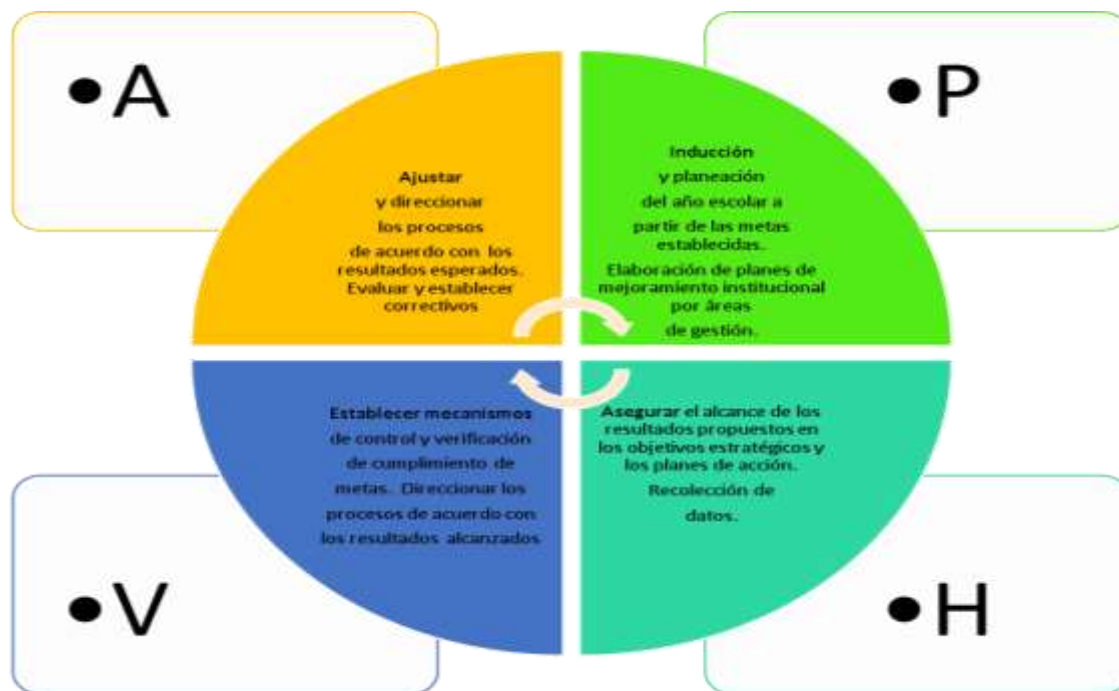 •A
Ajustar
y direccionar
los procesos
de acuerdo con los
resultados esperados.
Evaluar y establecer
correctivos
•P
Inducción
y planeación
del año escolar a
partir de las metas
establecidas.
Elaboración de planes de
mejoramiento institucional
por áreas
de gestión.
•V
Establecer mecanismos
de control y verificación
de cumplimiento de
metas. Direccionar los
procesos de acuerdo con
los resultados alcanzados
•H
Asegurar el alcance de los
resultados propuestos en
los objetivos estratégicos y
los planes de acción.
Recolección de
datos.